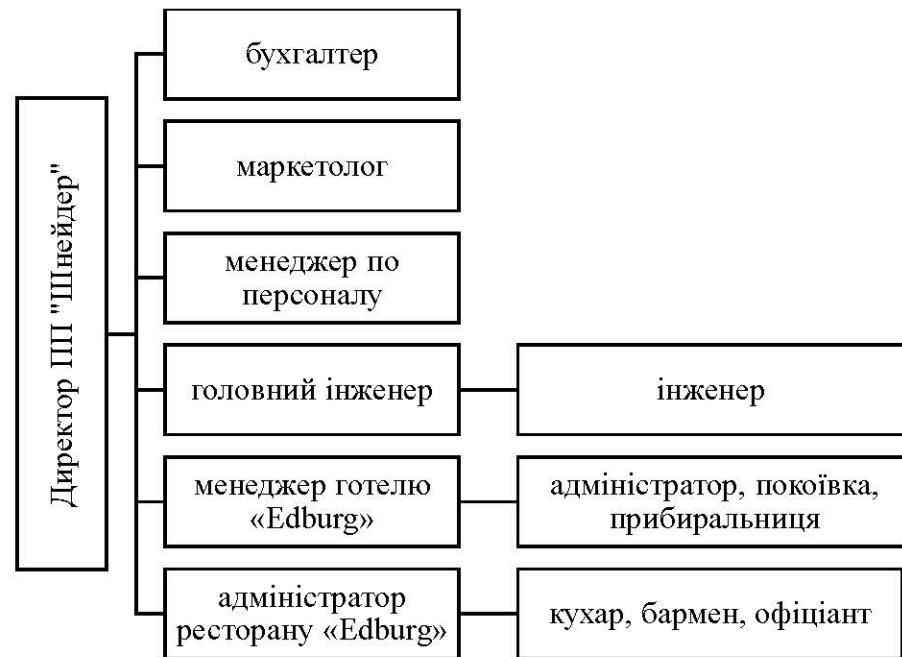 Директор ПП "Шнейдер"
бухгалтер
маркетолог
менеджер по
персоналу
головний інженер
інженер
менеджер готелю
«Edburg»
адміністратор, покоївка,
прибиральниця
адміністратор
ресторану «Edburg»
кухар, бармен, офіціант